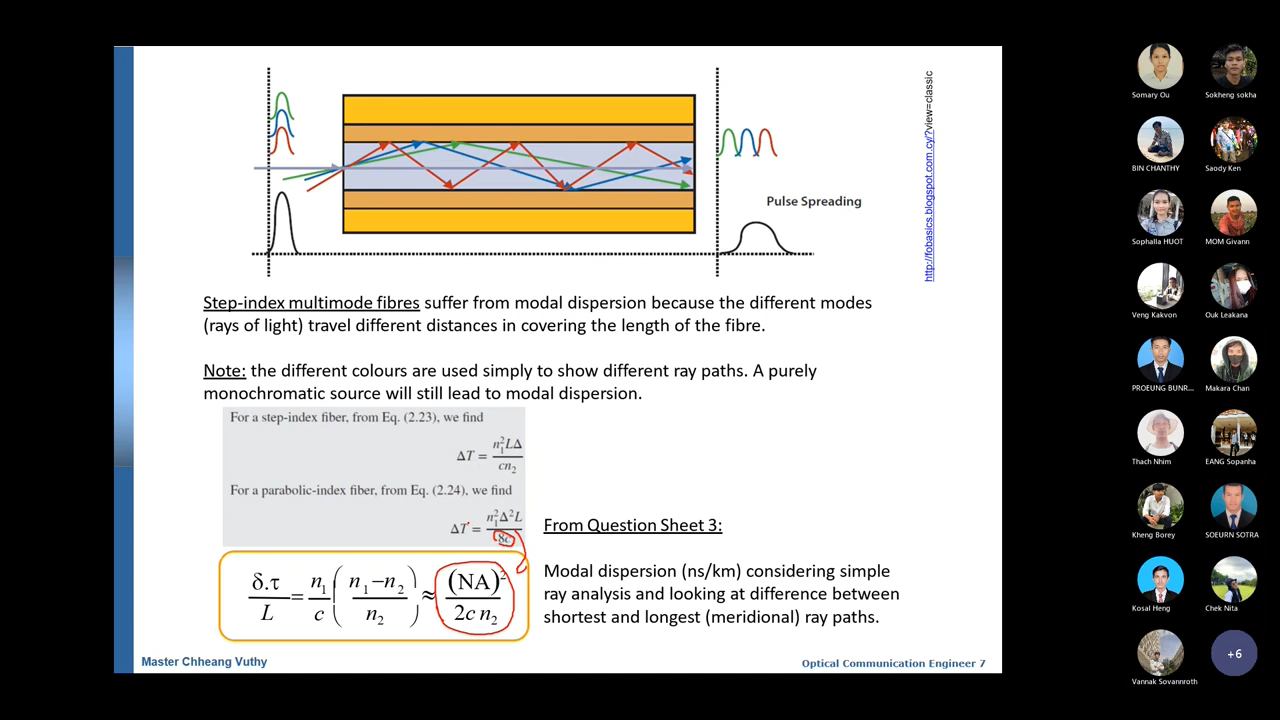 http://fobasics.blogspot.com.cy/?view=classic
Pulse Spreading
Step-index multimode fibres suffer from modal dispersion because the different modes
(rays of light) travel different distances in covering the length of the fibre.
Note: the different colours are used simply to show different ray paths. A purely
monochromatic source will still lead to modal dispersion.
For a step-index fiber, from Eq. (2.23), we find
ΔT = n₁²LΔ / cn₂
For a parabolic-index fiber, from Eq. (2.24), we find
ΔT = n₁²Δ²L / 8c
δ.τ / L = n₁ / c ( n₁−n₂ / n₂ ) ≈ (NA)² / 2c n₂
From Question Sheet 3:
Modal dispersion (ns/km) considering simple
ray analysis and looking at difference between
shortest and longest (meridional) ray paths.
Master Chheang Vuthy
Optical Communication Engineer 7
Somary Ou
Sokheng sokha
BIN CHANTHY
Saody Ken
Sophalla HUOT
MOM Givann
Veng Kakvon
Ouk Leakana
PROEUNG BUNR...
Makara Chan
Thach Nhim
EANG Sopanha
Kheng Borey
SOEURN SOTRA
Kosal Heng
Chek Nita
Vannak Sovannroth
+6